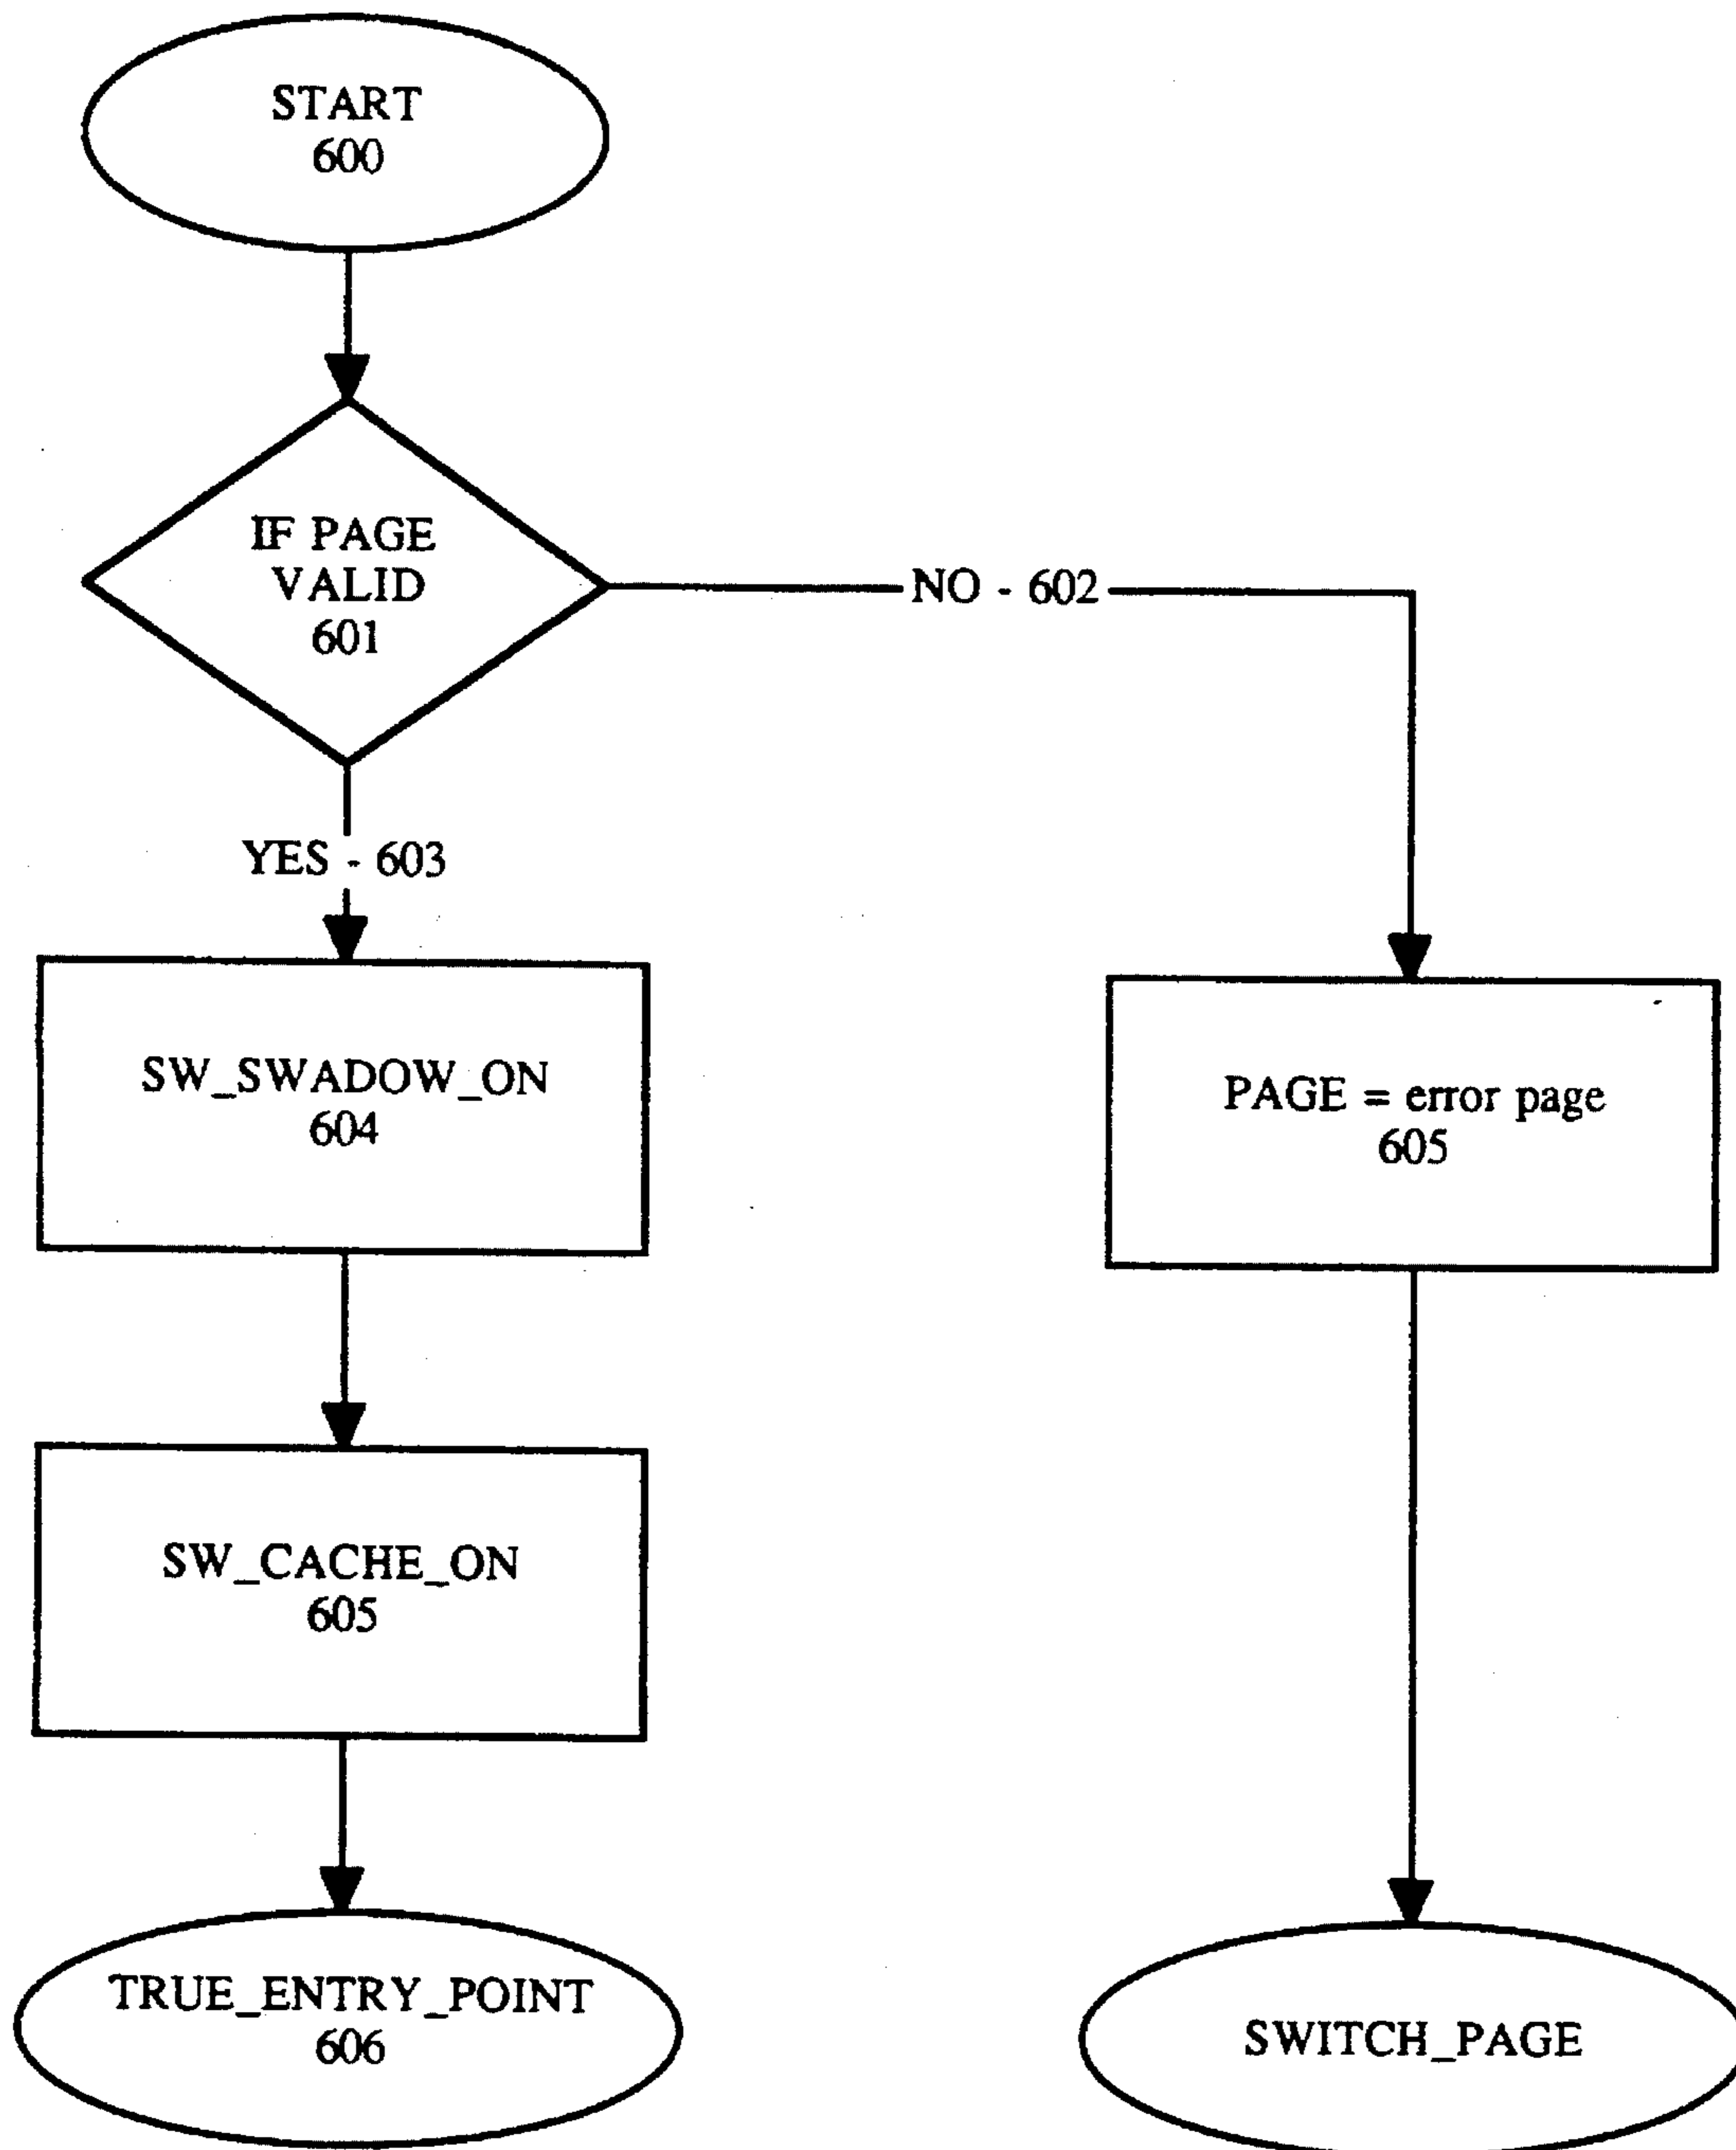 START
600
IF PAGE
VALID
601
NO - 602
YES - 603
SW_SWADOW_ON
604
PAGE = error page
605
SW_CACHE_ON
605
TRUE_ENTRY_POINT
606
SWITCH_PAGE